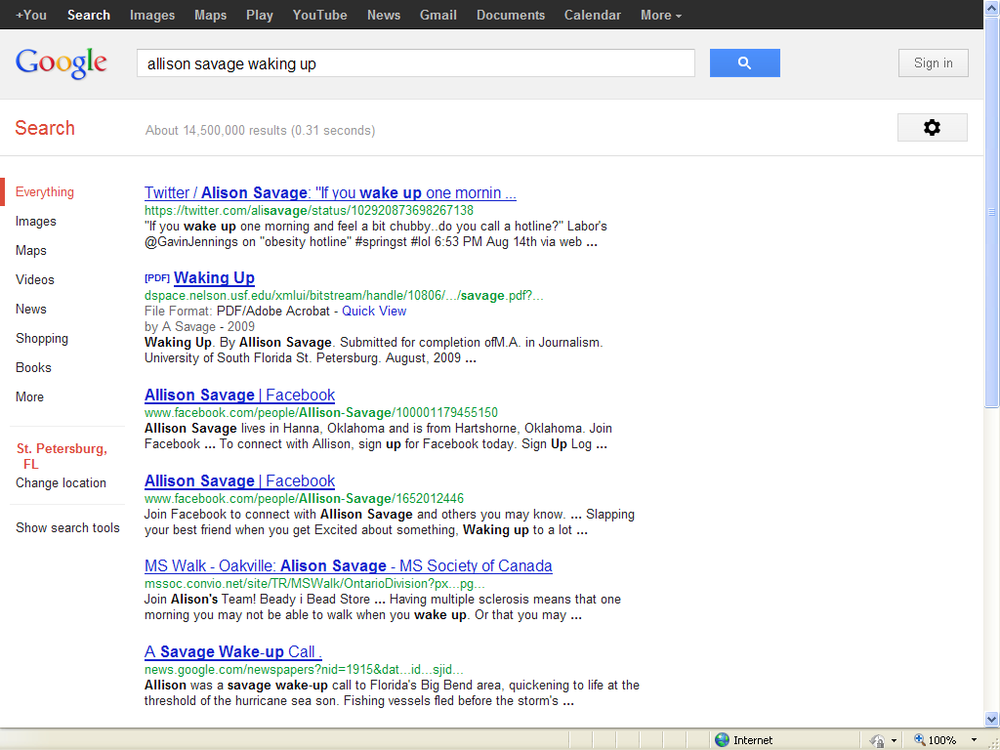 +You Search Images Maps Play YouTube News Gmail Documents Calendar More
Google
allison savage waking up
Sign in
Search
About 14,500,000 results (0.31 seconds)
Everything
Images
Maps
Videos
News
Shopping
Books
More
St. Petersburg,
FL
Change location
Show search tools
Twitter / Alison Savage: "If you wake up one mornin ...
https://twitter.com/alisavage/status/102920873698267138
"If you wake up one morning and feel a bit chubby..do you call a hotline?" Labor's
@GavinJennings on "obesity hotline" #springst #lol 6:53 PM Aug 14th via web ...
[PDF] Waking Up
dspace.nelson.usf.edu/xmlui/bitstream/handle/10806/.../savage.pdf?...
File Format: PDF/Adobe Acrobat - Quick View
by A Savage - 2009
Waking Up. By Allison Savage. Submitted for completion ofM.A. in Journalism.
University of South Florida St. Petersburg. August, 2009 ...
Allison Savage | Facebook
www.facebook.com/people/Allison-Savage/100001179455150
Allison Savage lives in Hanna, Oklahoma and is from Hartshorne, Oklahoma. Join
Facebook ... To connect with Allison, sign up for Facebook today. Sign Up Log ...
Allison Savage | Facebook
www.facebook.com/people/Allison-Savage/1652012446
Join Facebook to connect with Allison Savage and others you may know. ... Slapping
your best friend when you get Excited about something, Waking up to a lot ...
MS Walk - Oakville: Alison Savage - MS Society of Canada
mssoc.convio.net/site/TR/MSWalk/OntarioDivision?px...pg...
Join Alison's Team! Beady i Bead Store ... Having multiple sclerosis means that one
morning you may not be able to walk when you wake up. Or that you may ...
A Savage Wake-up Call .
news.google.com/newspapers?nid=1915&dat...id...sjid...
Allison was a savage wake-up call to Florida's Big Bend area, quickening to life at the
threshold of the hurricane sea son. Fishing vessels fled before the storm's ...
Internet
100%